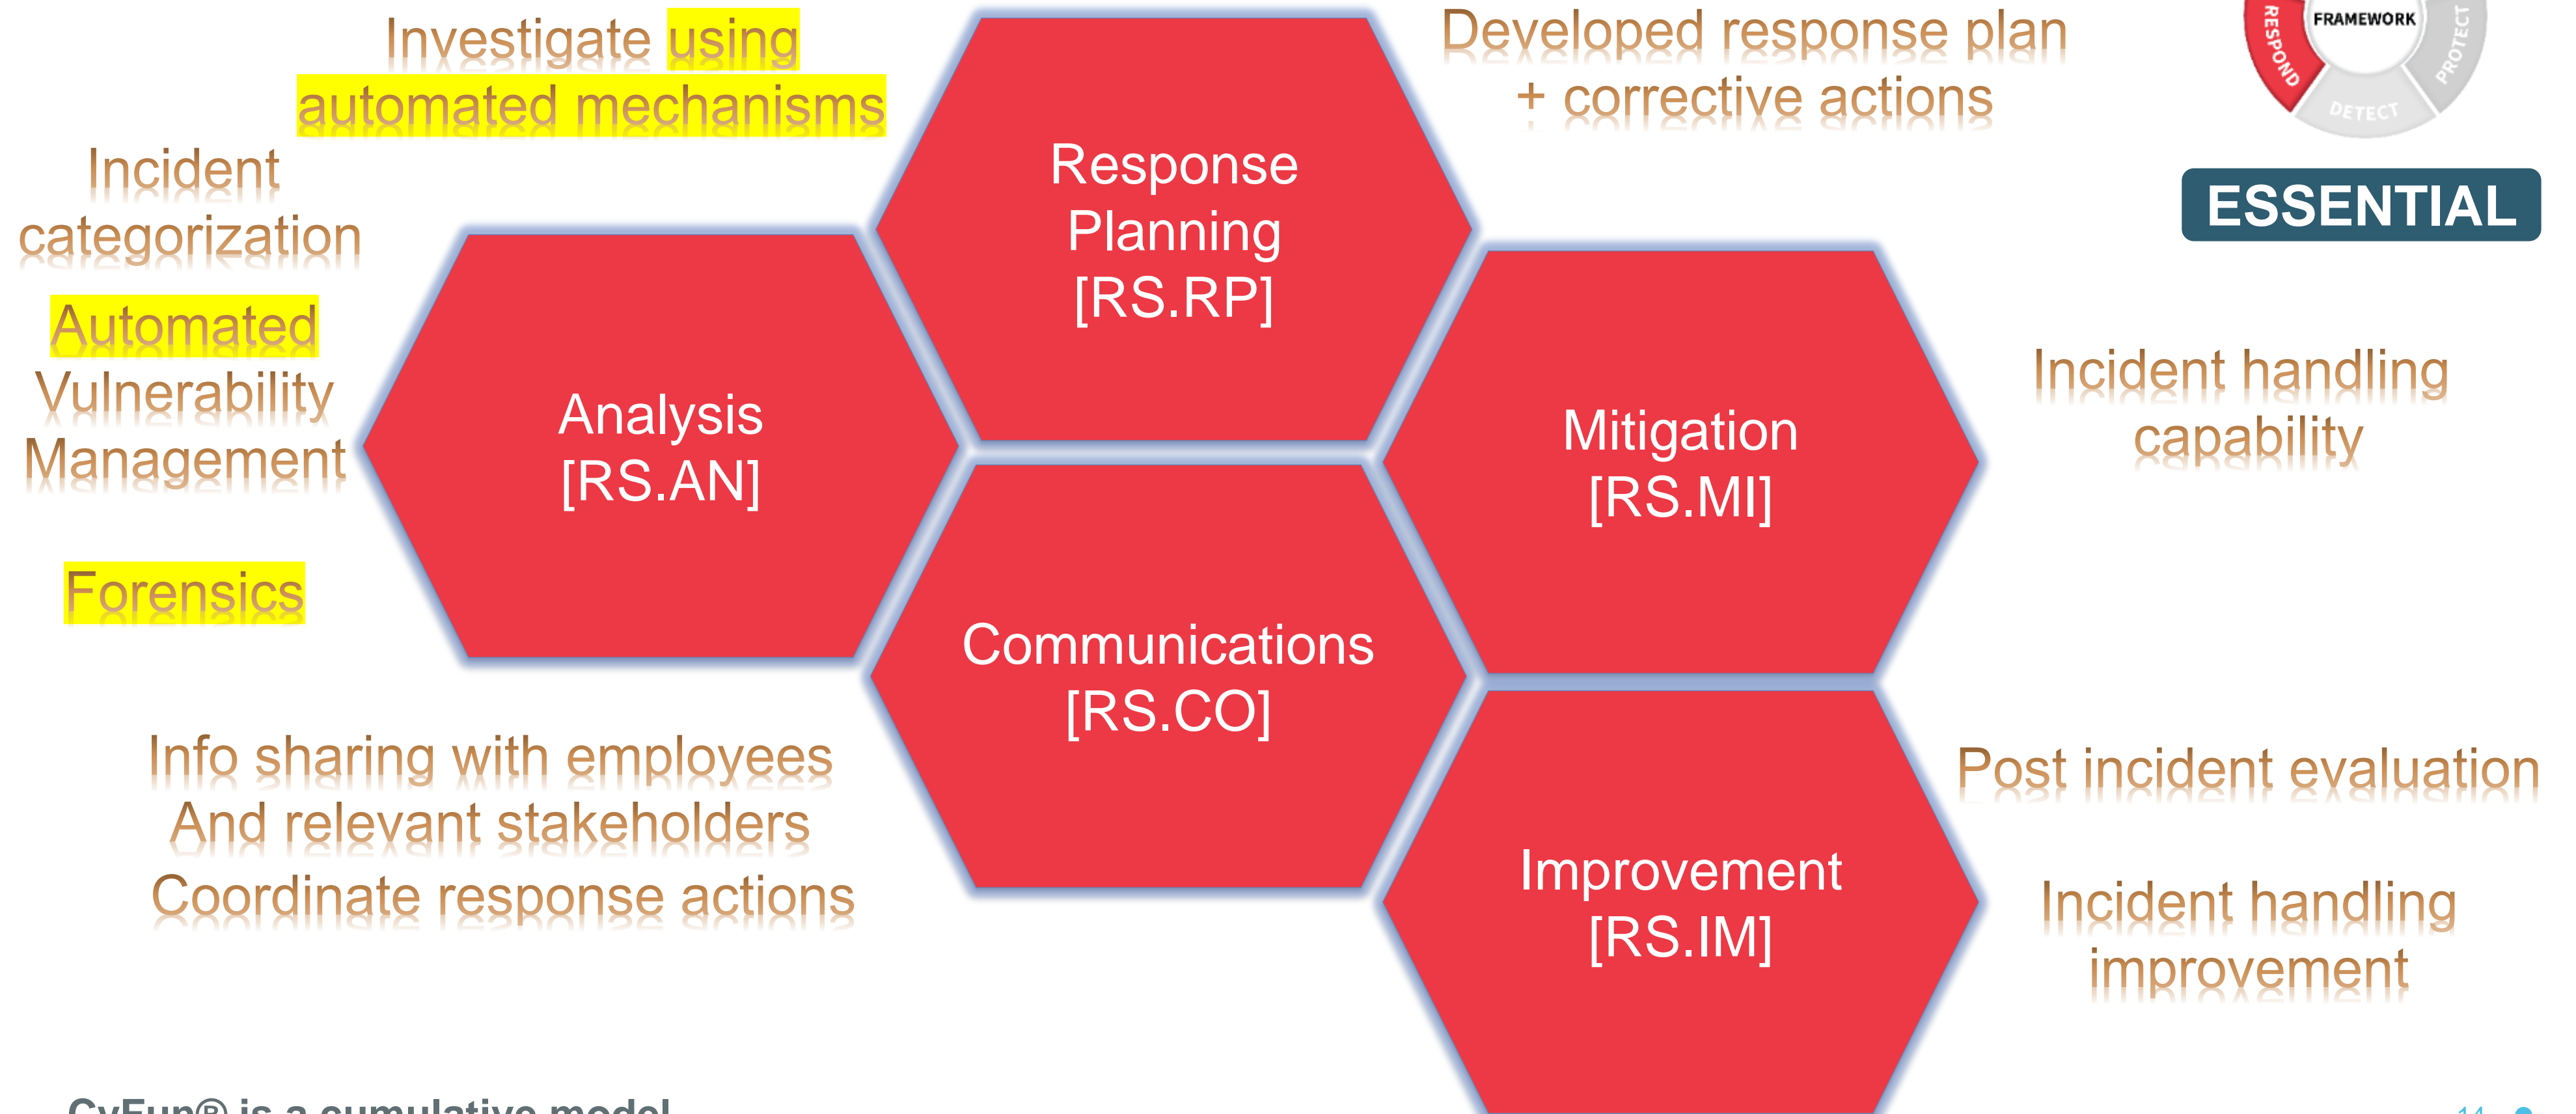 Investigate using
automated mechanisms
Developed response plan
+ corrective actions
FRAMEWORK
RESPOND
PROTECT
DETECT
ESSENTIAL
Incident
categorization
Automated
Vulnerability
Management
Forensics
Response
Planning
[RS.RP]
Analysis
[RS.AN]
Mitigation
[RS.MI]
Incident handling
capability
Communications
[RS.CO]
Info sharing with employees
And relevant stakeholders
Coordinate response actions
Improvement
[RS.IM]
Post incident evaluation
Incident handling
improvement
CyFun® is a cumulative model
14